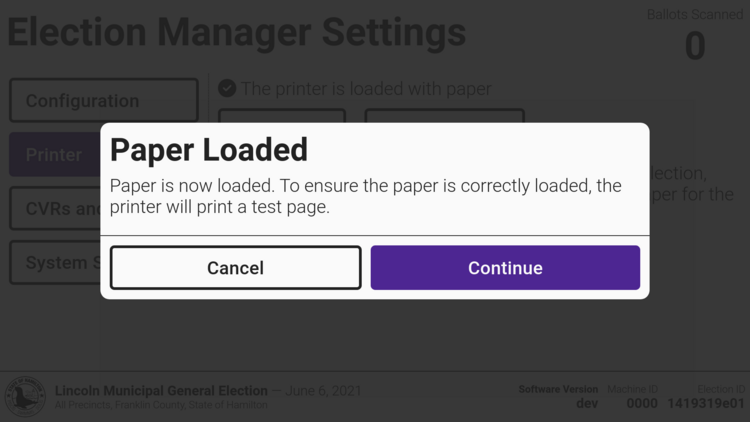 Election Manager Settings
Ballots Scanned
0
Configuration
The printer is loaded with paper
Printer
Paper Loaded
Paper is now loaded. To ensure the paper is correctly loaded, the
printer will print a test page.
Cancel
Continue
CVRs
System S
per for the
Lincoln Municipal General Election — June 6, 2021
All Precincts, Franklin County, State of Hamilton
Software Version
dev
Machine ID
0000
Election ID
1419319e01